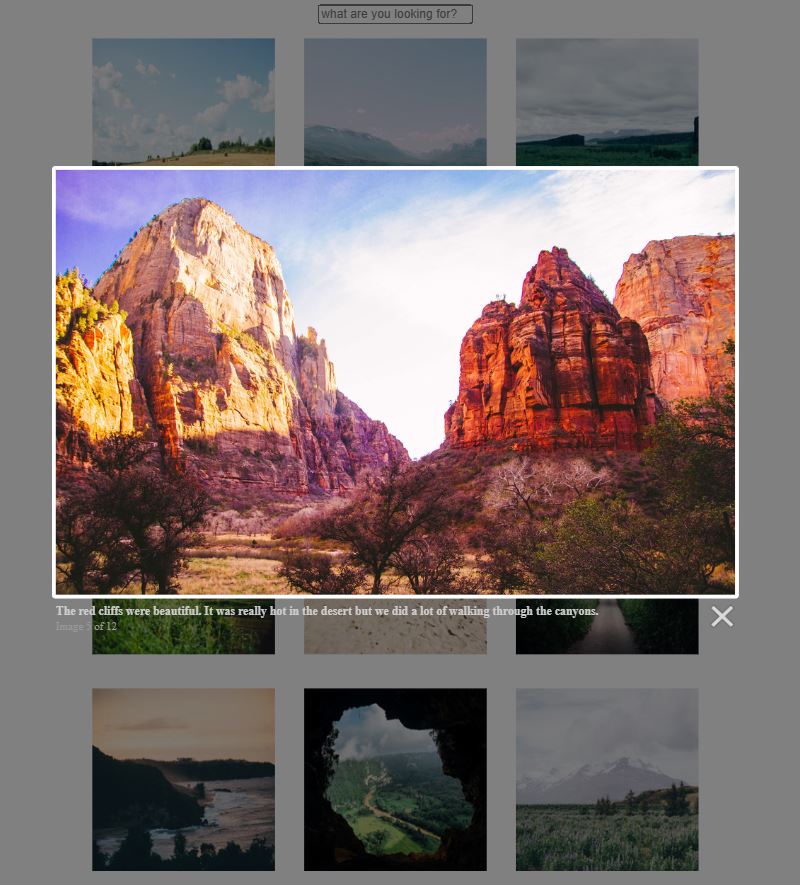 what are you looking for?
The red cliffs were beautiful. It was really hot in the desert but we did a lot of walking through the canyons.
Image 5 of 12